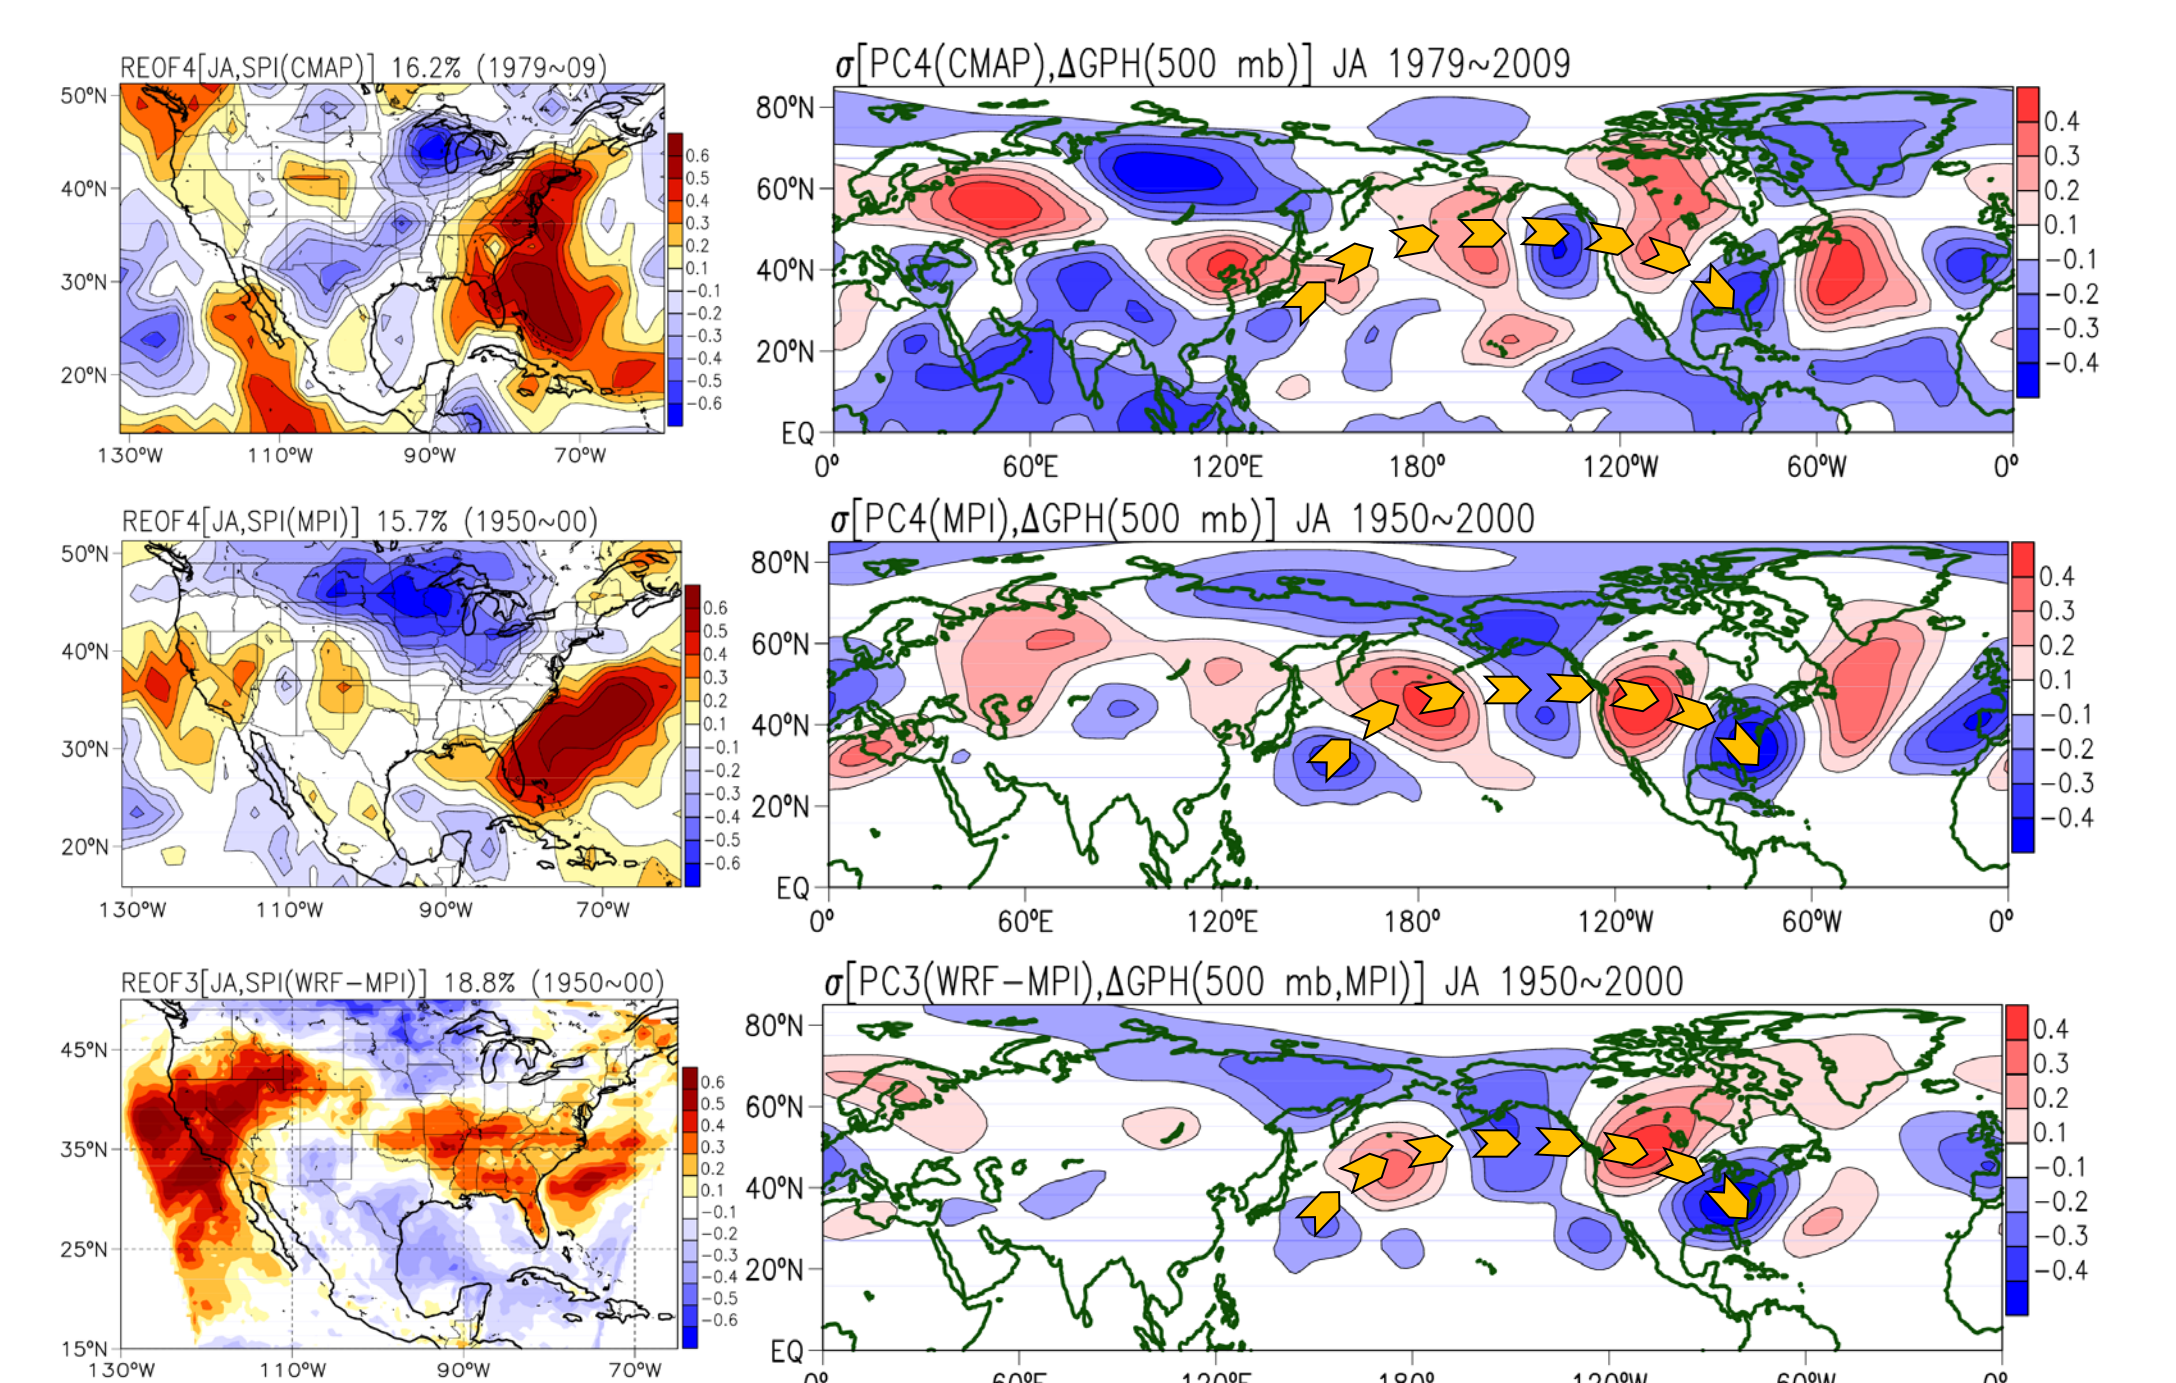 REOF4[JA,SPI(CMAP)] 16.2% (1979~09)
50°N
40°N
30°N
20°N
130°W 110°W 90°W 70°W
0.6
0.5
0.4
0.3
0.2
0.1
−0.1
−0.2
−0.3
−0.4
−0.5
−0.6
σ[PC4(CMAP),ΔGPH(500 mb)] JA 1979~2009
80°N
60°N
40°N
20°N
EQ
0° 60°E 120°E 180° 120°W 60°W 0°
0.4
0.3
0.2
0.1
−0.1
−0.2
−0.3
−0.4
REOF4[JA,SPI(MPI)] 15.7% (1950~00)
50°N
40°N
30°N
20°N
130°W 110°W 90°W 70°W
0.6
0.5
0.4
0.3
0.2
0.1
−0.1
−0.2
−0.3
−0.4
−0.5
−0.6
σ[PC4(MPI),ΔGPH(500 mb)] JA 1950~2000
80°N
60°N
40°N
20°N
EQ
0° 60°E 120°E 180° 120°W 60°W 0°
0.4
0.3
0.2
0.1
−0.1
−0.2
−0.3
−0.4
REOF3[JA,SPI(WRF−MPI)] 18.8% (1950~00)
45°N
35°N
25°N
15°N
130°W 110°W 90°W 70°W
0.6
0.5
0.4
0.3
0.2
0.1
−0.1
−0.2
−0.3
−0.4
−0.5
−0.6
σ[PC3(WRF−MPI),ΔGPH(500 mb,MPI)] JA 1950~2000
80°N
60°N
40°N
20°N
EQ
0° 60°E 120°E 180° 120°W 60°W 0°
0.4
0.3
0.2
0.1
−0.1
−0.2
−0.3
−0.4